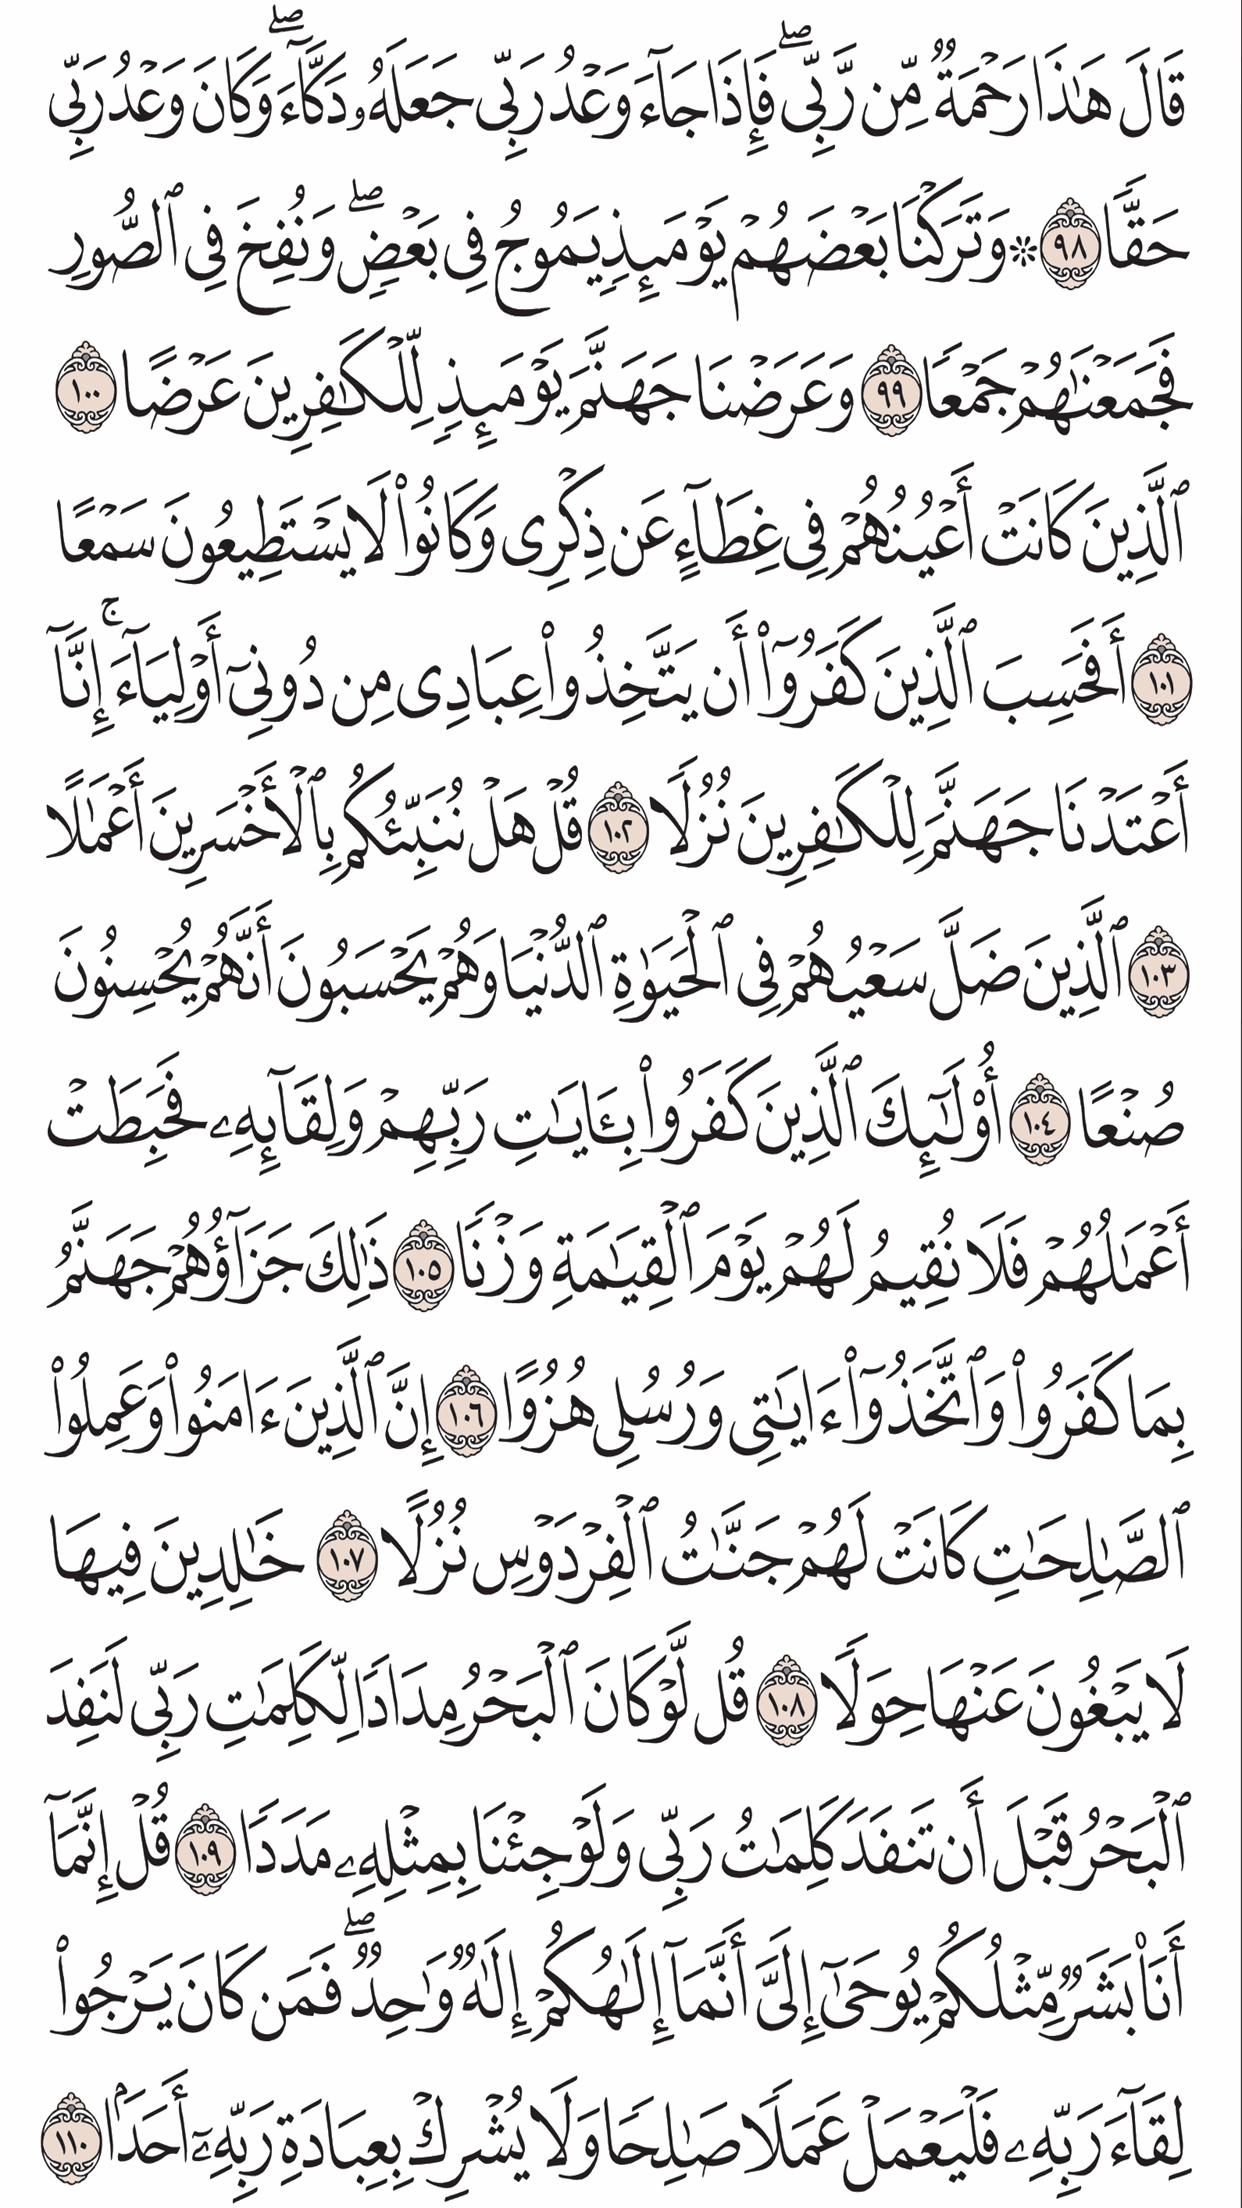 قَالَ هَٰذَا رَحْمَةٌ مِّن رَّبِّي ۖ فَإِذَا جَآءَ وَعْدُ رَبِّي جَعَلَهُۥ دَكَّآءَ ۖ وَكَانَ وَعْدُ رَبِّي
حَقًّا ٩٨ ۞ وَتَرَكْنَا بَعْضَهُمْ يَوْمَئِذٍ يَمُوجُ فِي بَعْضٍ ۖ وَنُفِخَ فِي ٱلصُّورِ
فَجَمَعْنَٰهُمْ جَمْعًا ٩٩ وَعَرَضْنَا جَهَنَّمَ يَوْمَئِذٍ لِّلْكَٰفِرِينَ عَرْضًا ١٠٠
ٱلَّذِينَ كَانَتْ أَعْيُنُهُمْ فِي غِطَآءٍ عَن ذِكْرِي وَكَانُوا۟ لَا يَسْتَطِيعُونَ سَمْعًا
١٠١ أَفَحَسِبَ ٱلَّذِينَ كَفَرُوٓا۟ أَن يَتَّخِذُوا۟ عِبَادِي مِن دُونِيٓ أَوْلِيَآءَ ۚ إِنَّآ
أَعْتَدْنَا جَهَنَّمَ لِلْكَٰفِرِينَ نُزُلًا ١٠٢ قُلْ هَلْ نُنَبِّئُكُم بِٱلْأَخْسَرِينَ أَعْمَٰلًا
١٠٣ ٱلَّذِينَ ضَلَّ سَعْيُهُمْ فِي ٱلْحَيَوٰةِ ٱلدُّنْيَا وَهُمْ يَحْسَبُونَ أَنَّهُمْ يُحْسِنُونَ
صُنْعًا ١٠٤ أُو۟لَٰٓئِكَ ٱلَّذِينَ كَفَرُوا۟ بِـَٔايَٰتِ رَبِّهِمْ وَلِقَآئِهِۦ فَحَبِطَتْ
أَعْمَٰلُهُمْ فَلَا نُقِيمُ لَهُمْ يَوْمَ ٱلْقِيَٰمَةِ وَزْنًا ١٠٥ ذَٰلِكَ جَزَآؤُهُمْ جَهَنَّمُ
بِمَا كَفَرُوا۟ وَٱتَّخَذُوٓا۟ ءَايَٰتِي وَرُسُلِي هُزُوًا ١٠٦ إِنَّ ٱلَّذِينَ ءَامَنُوا۟ وَعَمِلُوا۟
ٱلصَّٰلِحَٰتِ كَانَتْ لَهُمْ جَنَّٰتُ ٱلْفِرْدَوْسِ نُزُلًا ١٠٧ خَٰلِدِينَ فِيهَا
لَا يَبْغُونَ عَنْهَا حِوَلًا ١٠٨ قُل لَّوْ كَانَ ٱلْبَحْرُ مِدَادًا لِّكَلِمَٰتِ رَبِّي لَنَفِدَ
ٱلْبَحْرُ قَبْلَ أَن تَنفَدَ كَلِمَٰتُ رَبِّي وَلَوْ جِئْنَا بِمِثْلِهِۦ مَدَدًا ١٠٩ قُلْ إِنَّمَآ
أَنَا۠ بَشَرٌ مِّثْلُكُمْ يُوحَىٰٓ إِلَيَّ أَنَّمَآ إِلَٰهُكُمْ إِلَٰهٌ وَٰحِدٌ ۖ فَمَن كَانَ يَرْجُوا۟
لِقَآءَ رَبِّهِۦ فَلْيَعْمَلْ عَمَلًا صَٰلِحًا وَلَا يُشْرِكْ بِعِبَادَةِ رَبِّهِۦٓ أَحَدًۢا ١١٠